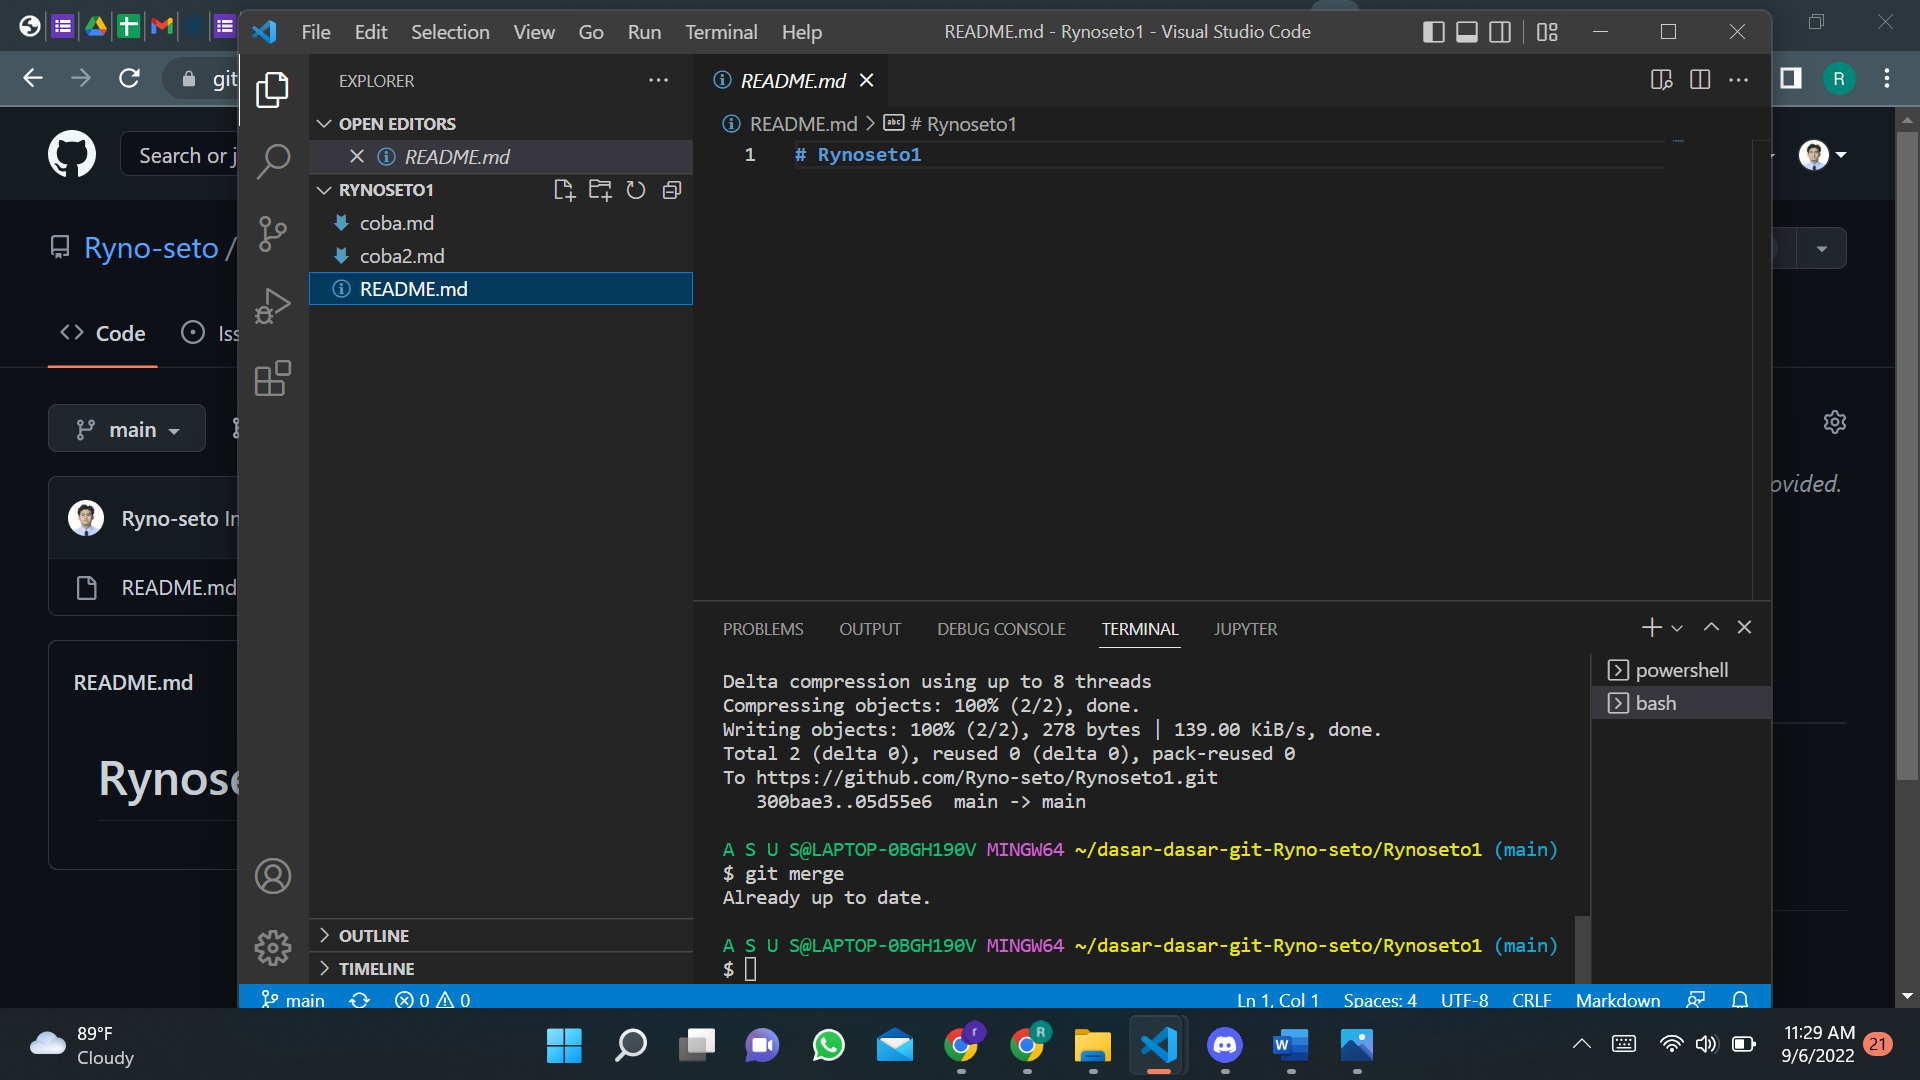 File Edit Selection View Go Run Terminal Help
README.md - Rynoseto1 - Visual Studio Code
git
R
Search or j
Ryno-seto /
Code
Iss
main
Ryno-seto In
README.md
README.md
Rynose
ovided.
EXPLORER
OPEN EDITORS
README.md
RYNOSETO1
coba.md
coba2.md
README.md
OUTLINE
TIMELINE
README.md
README.md > # Rynoseto1
1 # Rynoseto1
PROBLEMS OUTPUT DEBUG CONSOLE TERMINAL JUPYTER
powershell
bash
Delta compression using up to 8 threads
Compressing objects: 100% (2/2), done.
Writing objects: 100% (2/2), 278 bytes | 139.00 KiB/s, done.
Total 2 (delta 0), reused 0 (delta 0), pack-reused 0
To https://github.com/Ryno-seto/Rynoseto1.git
300bae3..05d55e6  main -> main
A S U S@LAPTOP-0BGH190V MINGW64 ~/dasar-dasar-git-Ryno-seto/Rynoseto1 (main)
$ git merge
Already up to date.
A S U S@LAPTOP-0BGH190V MINGW64 ~/dasar-dasar-git-Ryno-seto/Rynoseto1 (main)
$
main 0 0 Ln 1, Col 1 Spaces: 4 UTF-8 CRLF Markdown
89°F
Cloudy
r
R
W
11:29 AM
9/6/2022
21